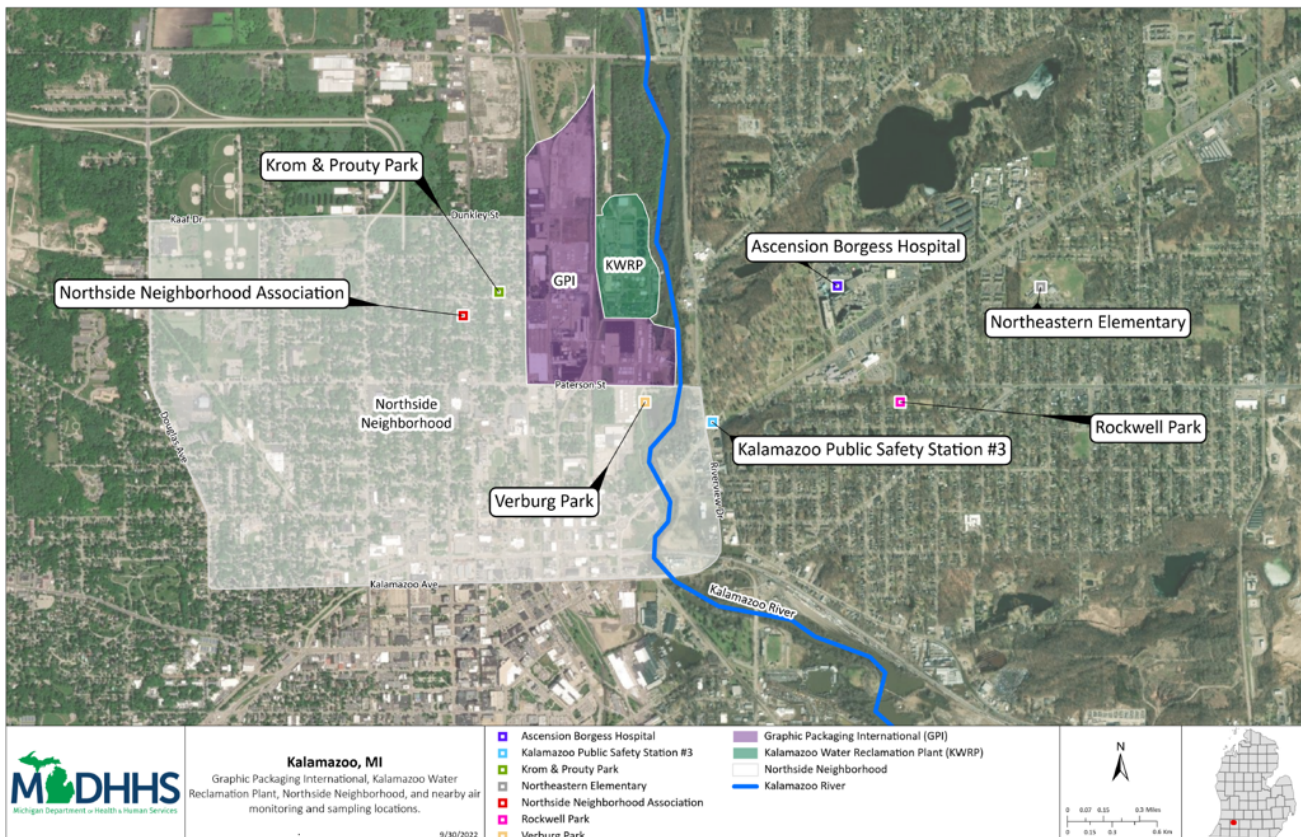 Krom & Prouty Park
Kaat Dr
Dunkley St
Northside Neighborhood Association
GPI
KWRP
Ascension Borgess Hospital
Northeastern Elementary
Paterson St
Northside
Neighborhood
Douglas Ave
Rockwell Park
Kalamazoo Public Safety Station #3
Verburg Park
Riverview Dr
Kalamazoo Ave
Kalamazoo River
MDHHS
Michigan Department of Health & Human Services
Kalamazoo, MI
Graphic Packaging International, Kalamazoo Water
Reclamation Plant, Northside Neighborhood, and nearby air
monitoring and sampling locations.
9/30/2022
Ascension Borgess Hospital
Kalamazoo Public Safety Station #3
Krom & Prouty Park
Northeastern Elementary
Northside Neighborhood Association
Rockwell Park
Verburg Park
Graphic Packaging International (GPI)
Kalamazoo Water Reclamation Plant (KWRP)
Northside Neighborhood
Kalamazoo River
N
0 0.07 0.15 0.3 Miles
0 0.15 0.3 0.6 Km